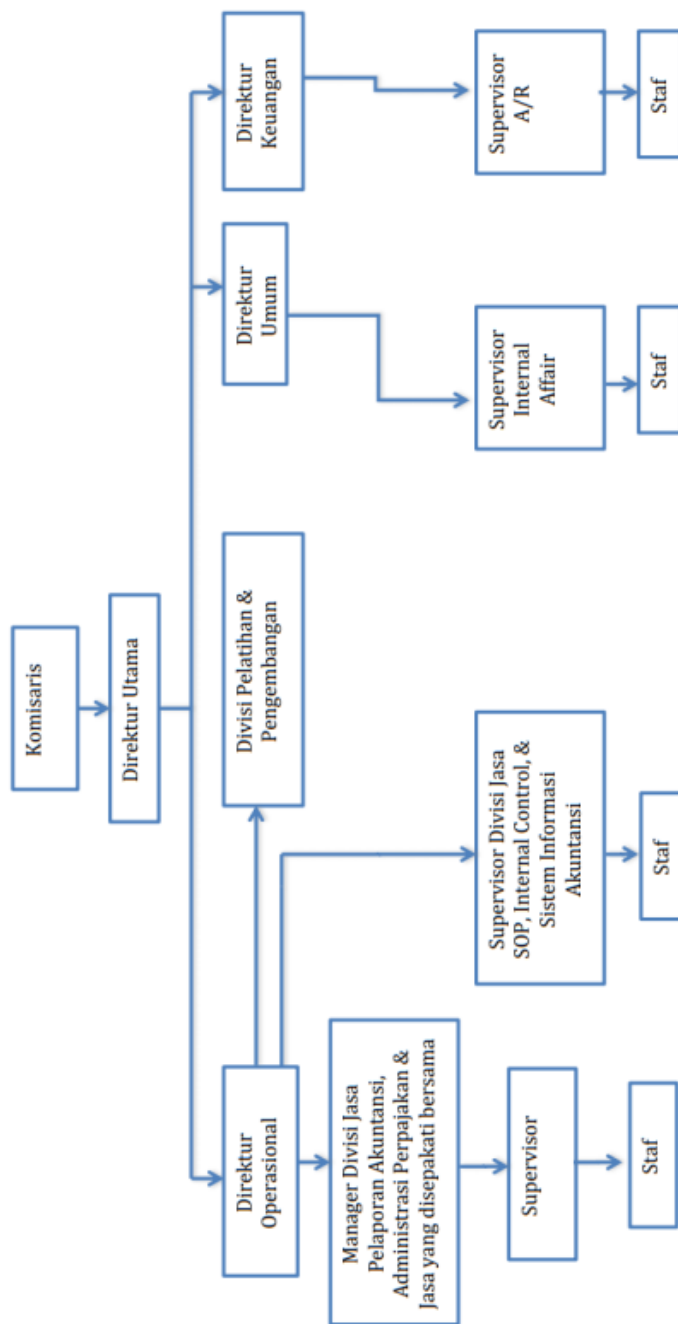 Komisaris
Direktur Utama
Direktur
Operasional
Divisi Pelatihan &
Pengembangan
Direktur
Umum
Direktur
Keuangan
Manager Divisi Jasa
Pelaporan Akuntansi,
Administrasi Perpajakan &
Jasa yang disepakati bersama
Supervisor Divisi Jasa
SOP, Internal Control, &
Sistem Informasi
Akuntansi
Supervisor
Internal
Affair
Supervisor
A/R
Supervisor
Staf
Staf
Staf
Staf